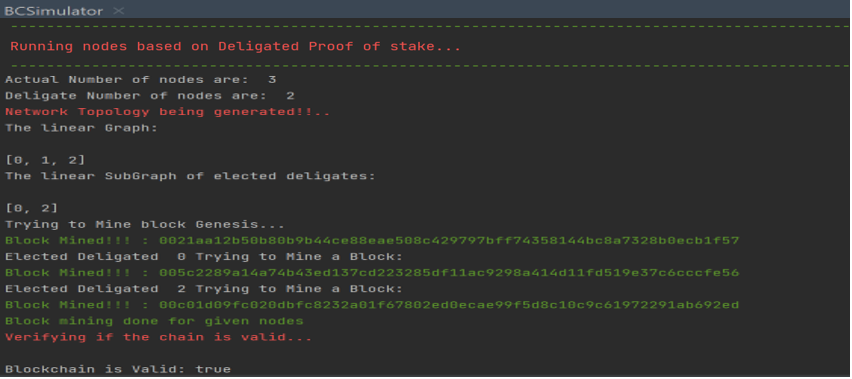 BCSimulator ×
Running nodes based on Deligated Proof of stake...
Actual Number of nodes are:  3
Deligate Number of nodes are:  2
Network Topology being generated!!..
The linear Graph:
[0, 1, 2]
The linear SubGraph of elected deligates:
[0, 2]
Trying to Mine block Genesis...
Block Mined!!! : 0021aa12b50b80b9b44ce88eae508c429797bff74358144bc8a7328b0ecb1f57
Elected Deligated  0 Trying to Mine a Block:
Block Mined!!! : 005c2289a14a74b43ed137cd223285df11ac9298a414d11fd519e37c6cccfe56
Elected Deligated  2 Trying to Mine a Block:
Block Mined!!! : 00c01d09fc020dbfc8232a01f67802ed0ecae99f5d8c10c9c61972291ab692ed
Block mining done for given nodes
Verifying if the chain is valid...
Blockchain is Valid: true